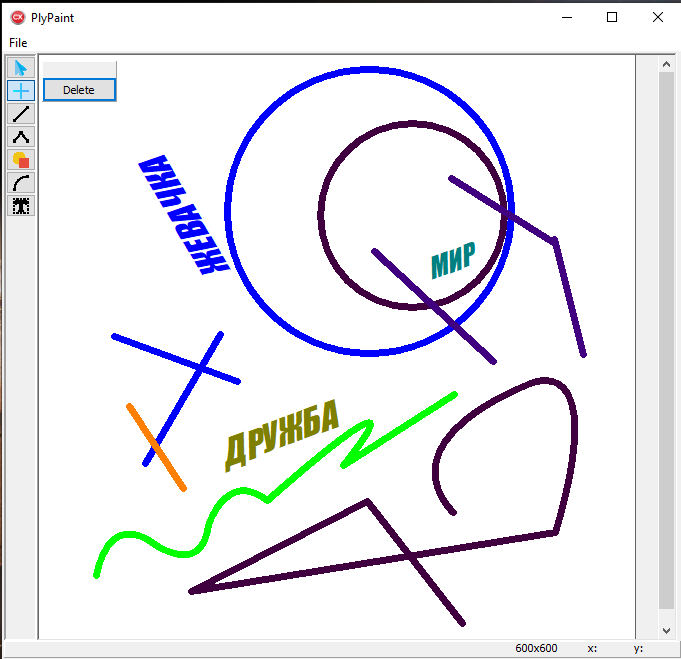 PlyPaint
File
Delete
ЖЕВАЧКА
МИР
ДРУЖБА
600x600 x: y: